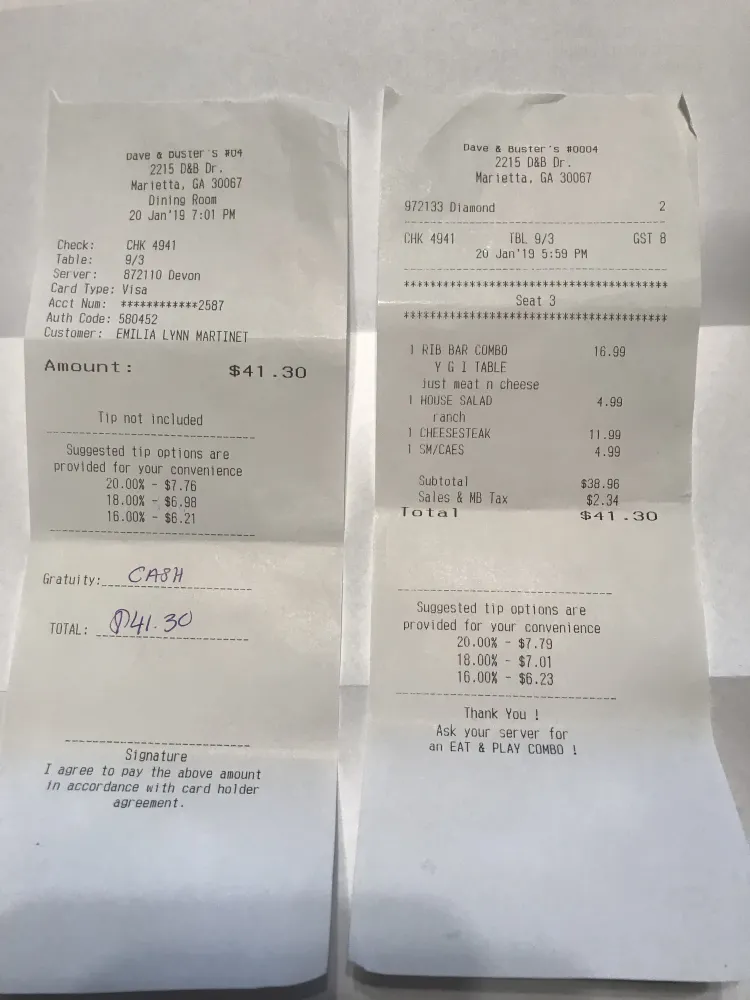 Dave & Buster's #04
2215 D&B Dr.
Marietta, GA 30067
Dining Room
20 Jan'19 7:01 PM
Check: CHK 4941
Table: 9/3
Server: 872110 Devon
Card Type: Visa
Acct Num: ************2587
Auth Code: 580452
Customer: EMILIA LYNN MARTINET
Amount: $41.30
Tip not included
Suggested tip options are
provided for your convenience
20.00% - $7.76
18.00% - $6.98
16.00% - $6.21
Gratuity: CASH
TOTAL: $41.30
Signature
I agree to pay the above amount
in accordance with card holder
agreement.
Dave & Buster's #0004
2215 D&B Dr.
Marietta, GA 30067
972133 Diamond 2
CHK 4941 TBL 9/3 GST 8
20 Jan'19 5:59 PM
****************************************
Seat 3
****************************************
1 RIB BAR COMBO 16.99
Y G I TABLE
just meat n cheese
1 HOUSE SALAD 4.99
ranch
1 CHEESESTEAK 11.99
1 SM/CAES 4.99
Subtotal $38.96
Sales & MB Tax $2.34
Total $41.30
Suggested tip options are
provided for your convenience
20.00% - $7.79
18.00% - $7.01
16.00% - $6.23
Thank You !
Ask your server for
an EAT & PLAY COMBO !